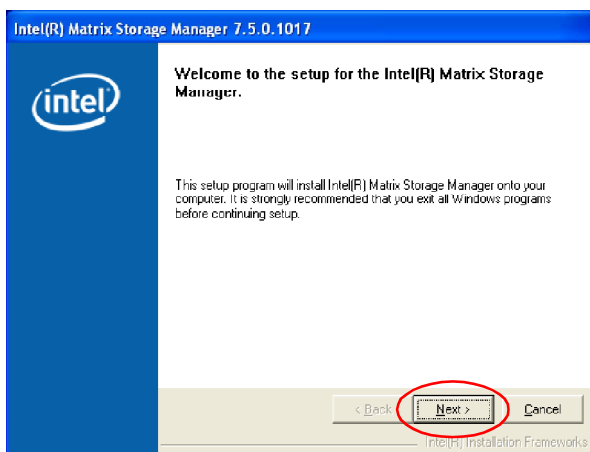 Intel(R) Matrix Storage Manager 7.5.0.1017
intel
Welcome to the setup for the Intel(R) Matrix Storage
Manager.
This setup program will install Intel(R) Matrix Storage Manager onto your
computer. It is strongly recommended that you exit all Windows programs
before continuing setup.
< Back
Next >
Cancel
Intel(R) Installation Frameworks